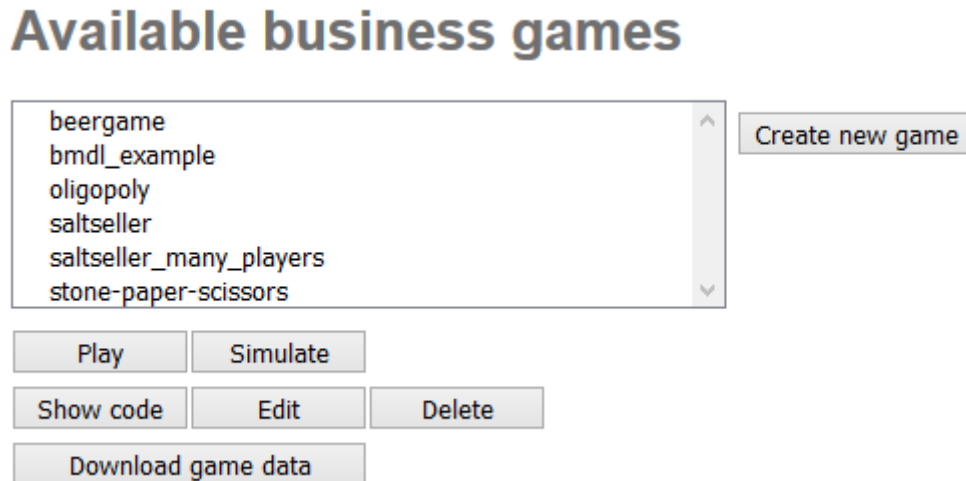 Available business games
beergame
bmdl_example
oligopoly
saltseller
saltseller_many_players
stone-paper-scissors
Create new game
Play
Simulate
Show code
Edit
Delete
Download game data